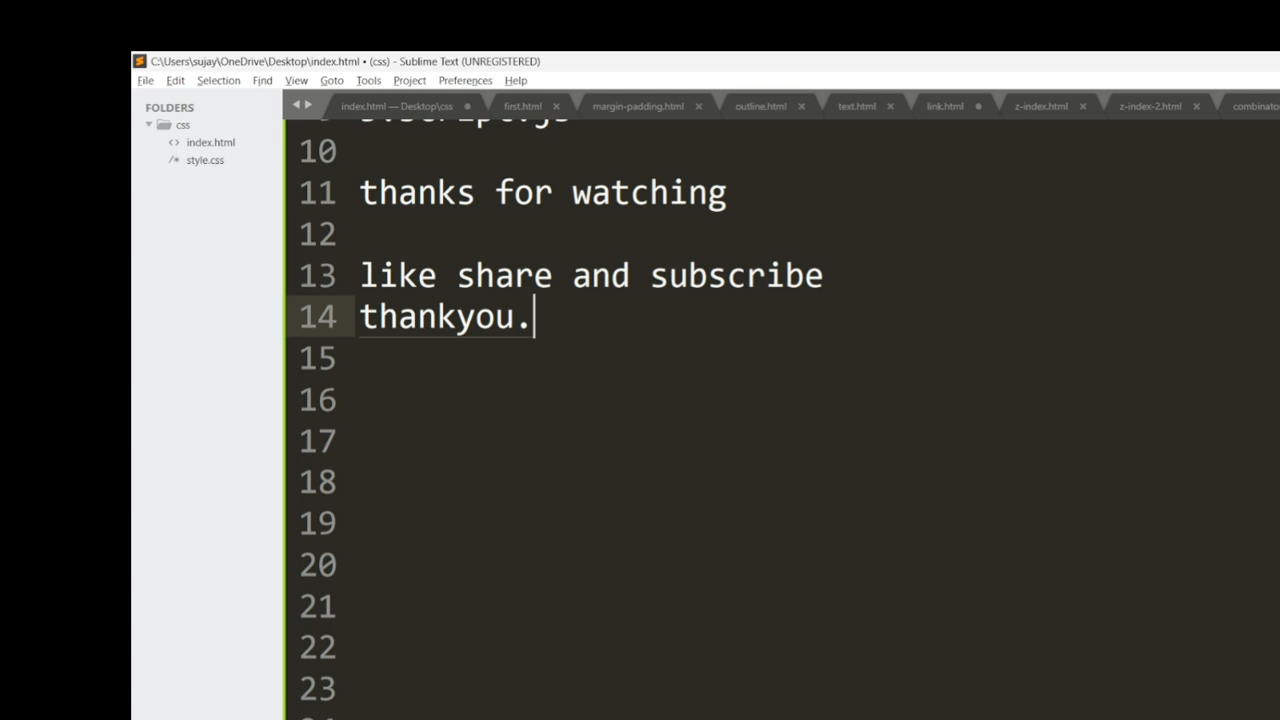 C:\Users\sujay\OneDrive\Desktop\index.html • (css) - Sublime Text (UNREGISTERED)
File Edit Selection Find View Goto Tools Project Preferences Help
FOLDERS
css
<> index.html
/* style.css
index.html — Desktop\css first.html margin-padding.html outline.html text.html link.html z-index.html z-index-2.html
10
11 thanks for watching
12
13 like share and subscribe
14 thankyou.
15
16
17
18
19
20
21
22
23